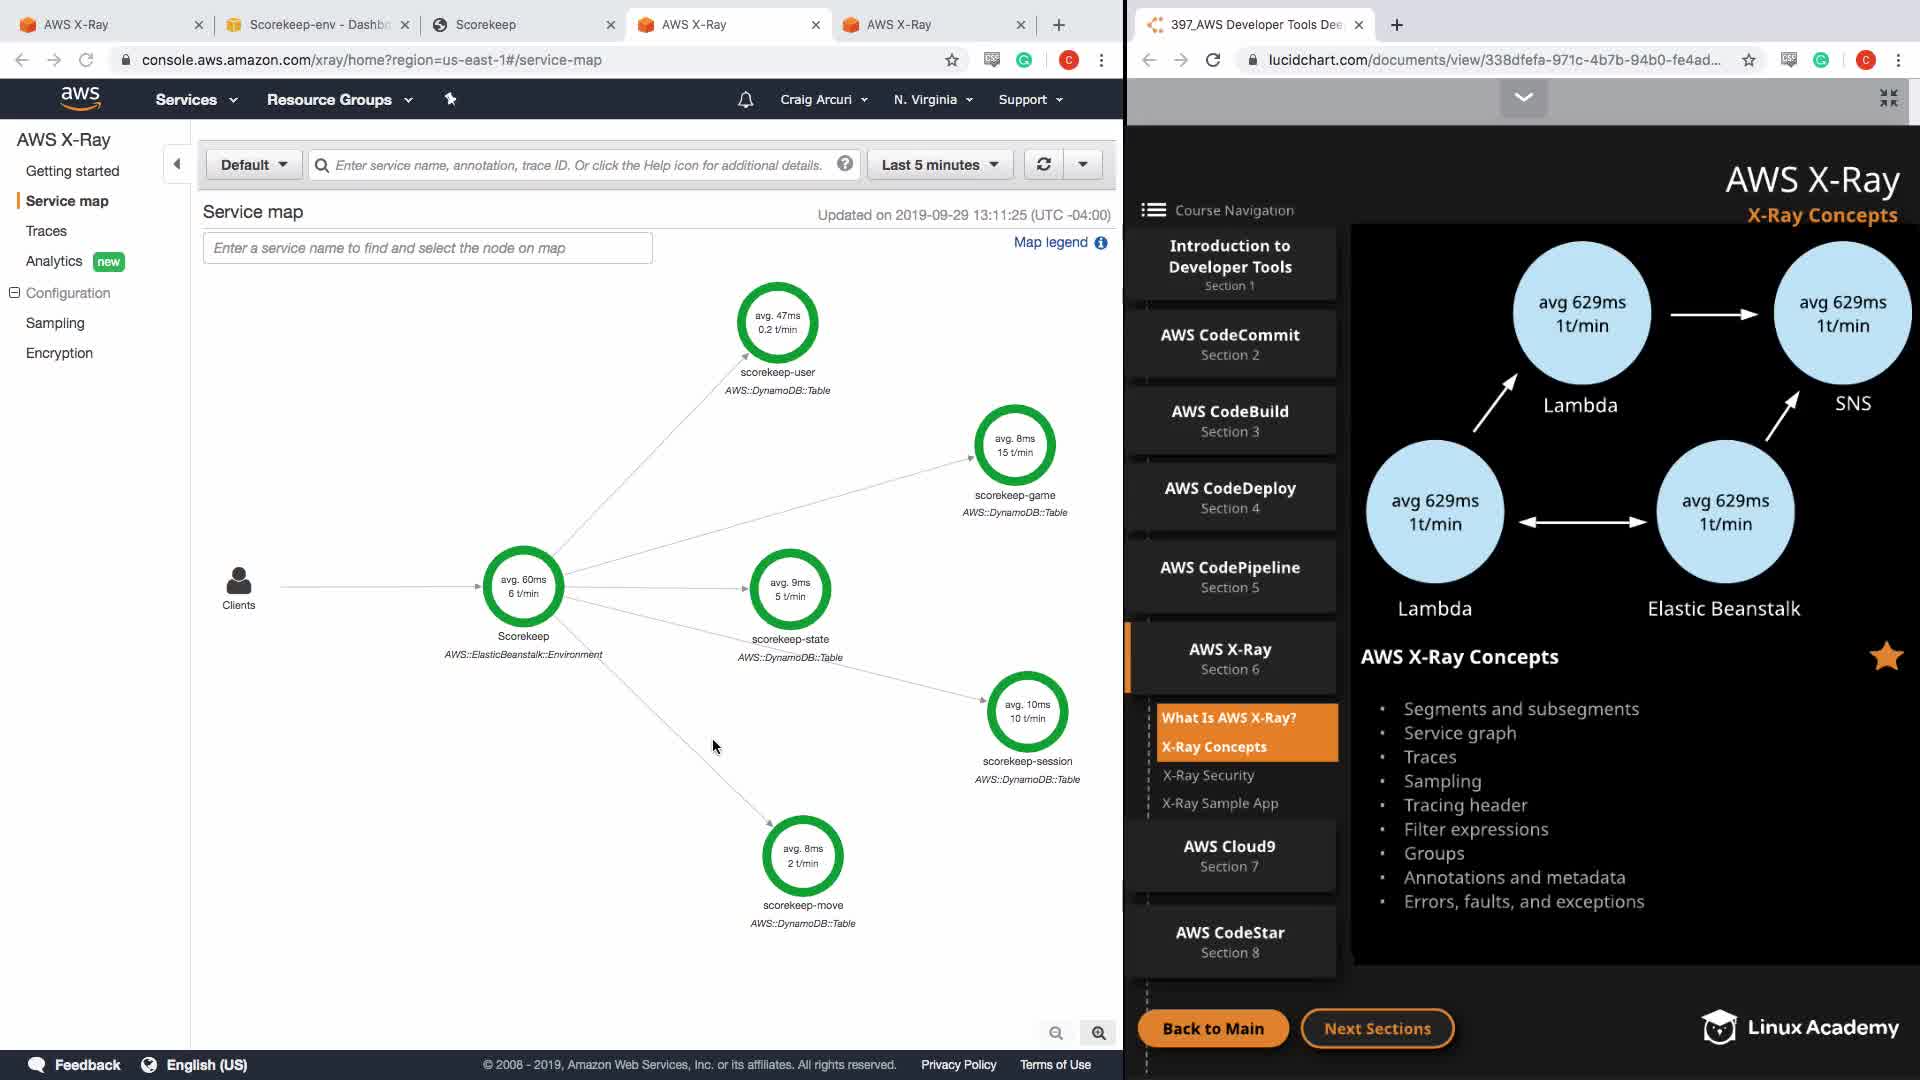 AWS X-Ray
Scorekeep-env - Dashbo
Scorekeep
AWS X-Ray
AWS X-Ray
console.aws.amazon.com/xray/home?region=us-east-1#/service-map
C
aws
Services
Resource Groups
Craig Arcuri
N. Virginia
Support
AWS X-Ray
Getting started
Service map
Traces
Analytics new
Configuration
Sampling
Encryption
Default
Enter service name, annotation, trace ID. Or click the Help icon for additional details.
Last 5 minutes
Service map
Updated on 2019-09-29 13:11:25 (UTC -04:00)
Enter a service name to find and select the node on map
Map legend
avg. 47ms
0.2 t/min
scorekeep-user
AWS::DynamoDB::Table
avg. 8ms
15 t/min
scorekeep-game
AWS::DynamoDB::Table
Clients
avg. 60ms
6 t/min
Scorekeep
AWS::ElasticBeanstalk::Environment
avg. 9ms
5 t/min
scorekeep-state
AWS::DynamoDB::Table
avg. 10ms
10 t/min
scorekeep-session
AWS::DynamoDB::Table
avg. 8ms
2 t/min
scorekeep-move
AWS::DynamoDB::Table
Feedback
English (US)
© 2008 - 2019, Amazon Web Services, Inc. or its affiliates. All rights reserved.
Privacy Policy
Terms of Use
397_AWS Developer Tools Dee
lucidchart.com/documents/view/338dfefa-971c-4b7b-94b0-fe4ad...
C
AWS X-Ray
X-Ray Concepts
Course Navigation
Introduction to
Developer Tools
Section 1
AWS CodeCommit
Section 2
AWS CodeBuild
Section 3
AWS CodeDeploy
Section 4
AWS CodePipeline
Section 5
AWS X-Ray
Section 6
What Is AWS X-Ray?
X-Ray Concepts
X-Ray Security
X-Ray Sample App
AWS Cloud9
Section 7
AWS CodeStar
Section 8
avg 629ms
1t/min
Lambda
avg 629ms
1t/min
SNS
avg 629ms
1t/min
Lambda
avg 629ms
1t/min
Elastic Beanstalk
AWS X-Ray Concepts
• Segments and subsegments
• Service graph
• Traces
• Sampling
• Tracing header
• Filter expressions
• Groups
• Annotations and metadata
• Errors, faults, and exceptions
Back to Main
Next Sections
Linux Academy